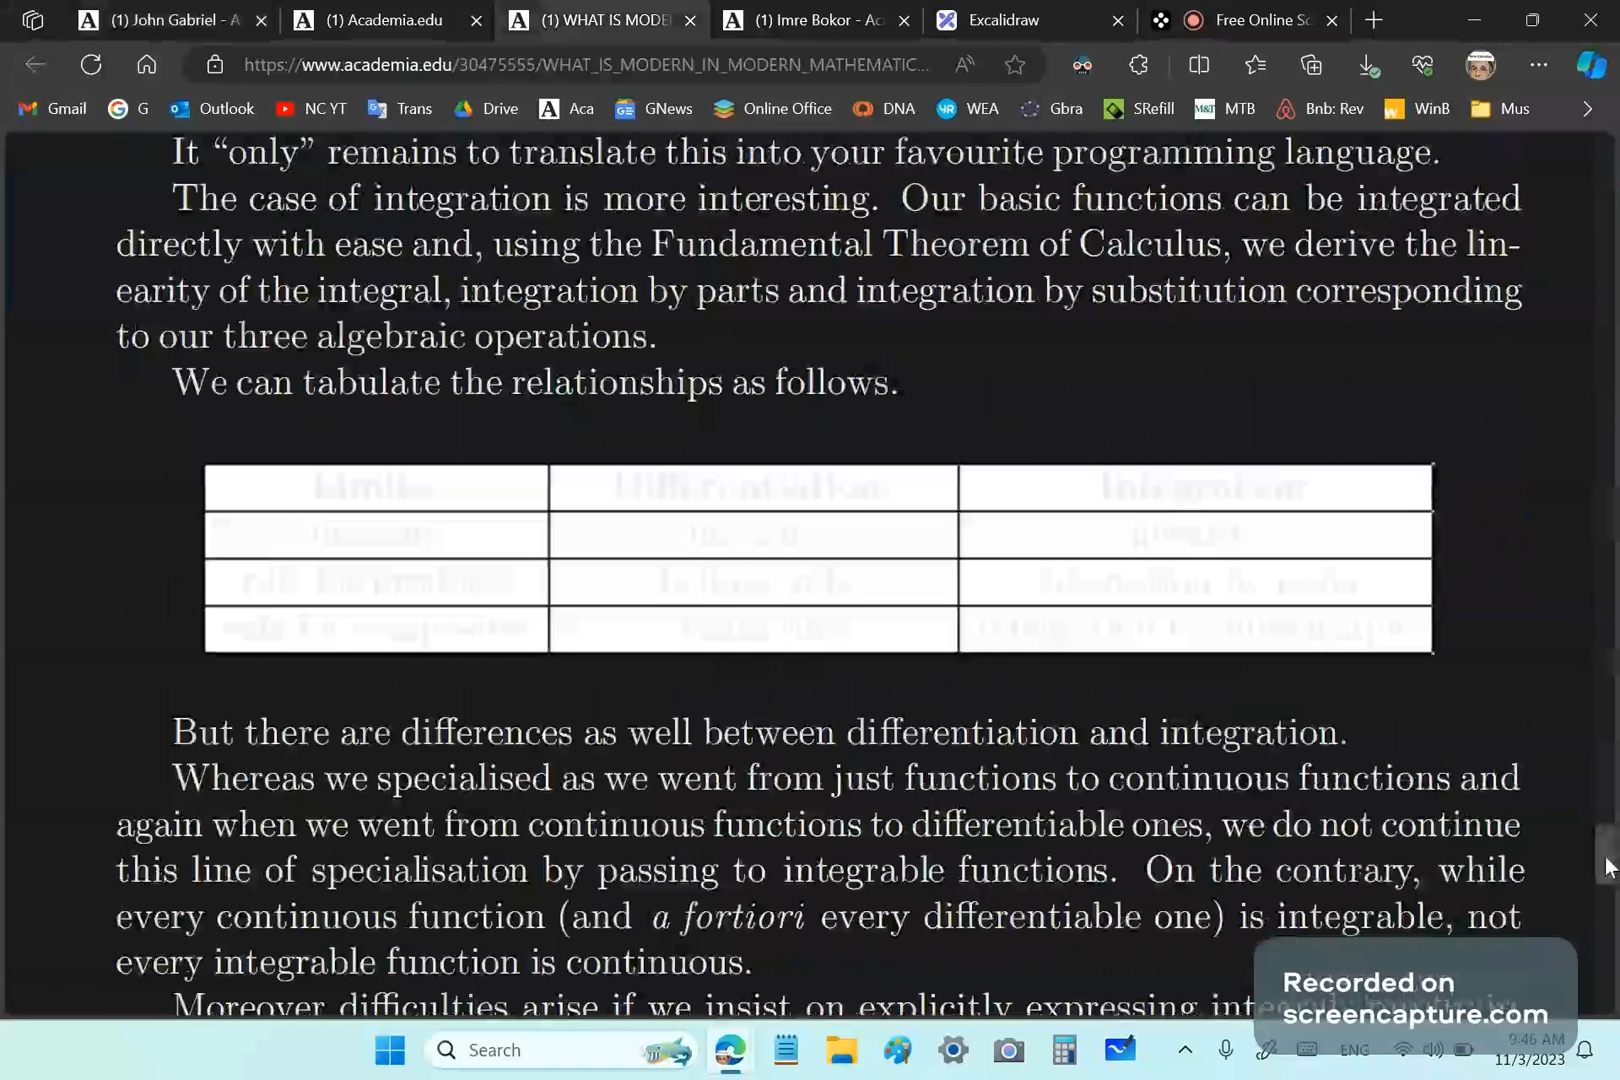 (1) John Gabriel - A
(1) Academia.edu
(1) WHAT IS MODE
(1) Imre Bokor - Ac
Excalidraw
Free Online Sc
https://www.academia.edu/30475555/WHAT_IS_MODERN_IN_MODERN_MATHEMATIC...
Gmail
G
Outlook
NC YT
Trans
Drive
Aca
GNews
Online Office
DNA
WEA
Gbra
SRefill
MTB
Bnb: Rev
WinB
Mus
It “only” remains to translate this into your favourite programming language.
The case of integration is more interesting. Our basic functions can be integrated
directly with ease and, using the Fundamental Theorem of Calculus, we derive the lin-
earity of the integral, integration by parts and integration by substitution corresponding
to our three algebraic operations.
We can tabulate the relationships as follows.
But there are differences as well between differentiation and integration.
Whereas we specialised as we went from just functions to continuous functions and
again when we went from continuous functions to differentiable ones, we do not continue
this line of specialisation by passing to integrable functions. On the contrary, while
every continuous function (and a fortiori every differentiable one) is integrable, not
every integrable function is continuous.
Moreover difficulties arise if we insist on explicitly expressing
Recorded on
screencapture.com
Search
ENG
9:46 AM
11/3/2023